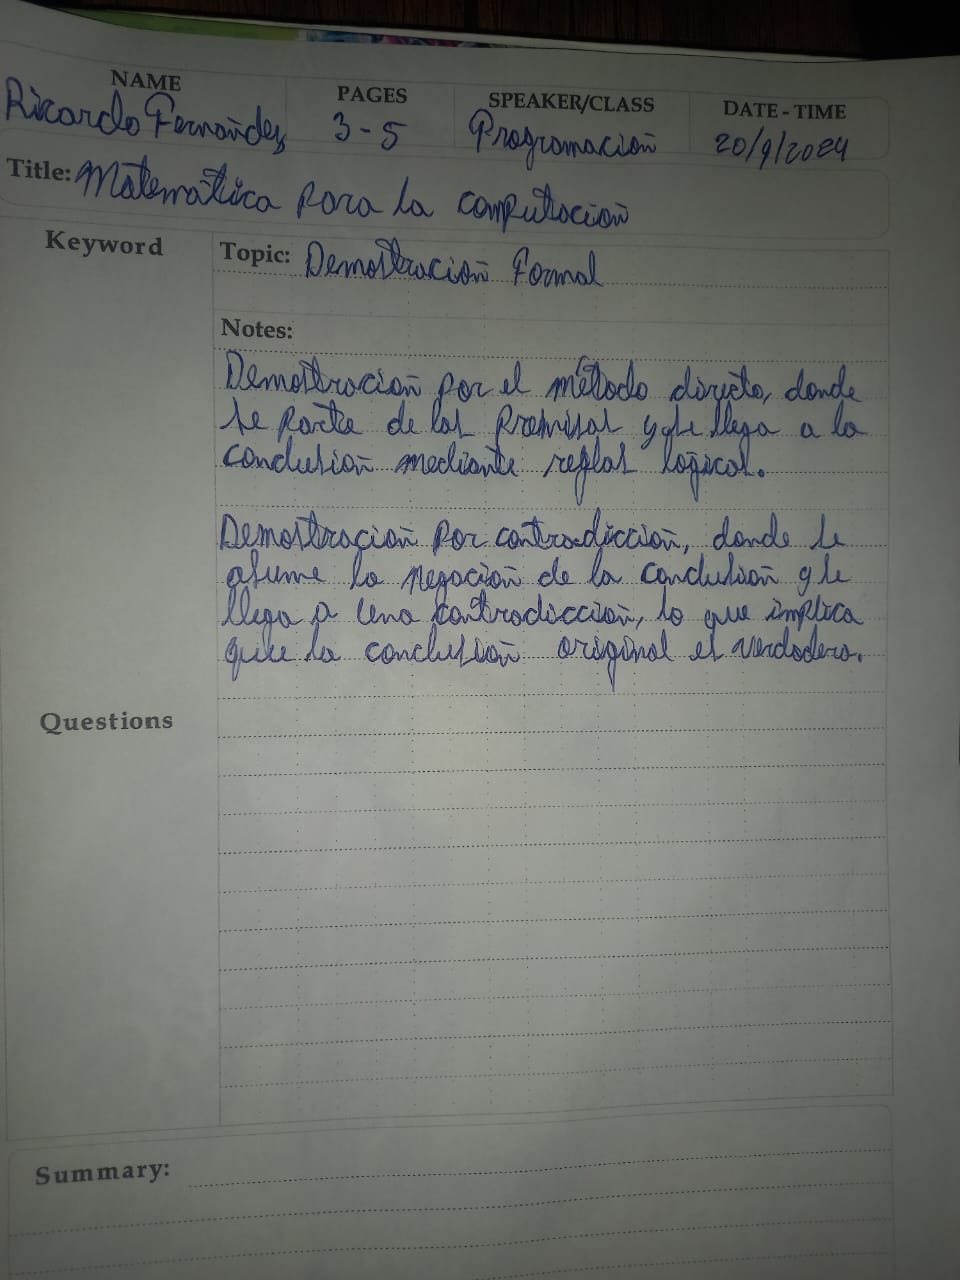 NAME PAGES SPEAKER/CLASS DATE - TIME
Ricardo Fernández 3-5 Programación 20/9/2024
Title: Matemática para la computación
Keyword
Topic: Demostración Formal
Notes:
Demostración por el método directo, donde
se parte de las Premisas y se llega a la
conclusión mediante reglas lógicas.
Demostración por contradicción, donde se
asume la negación de la conclusión y se
llega a una contradicción, lo que implica
que la conclusión original es verdadera.
Questions
Summary: